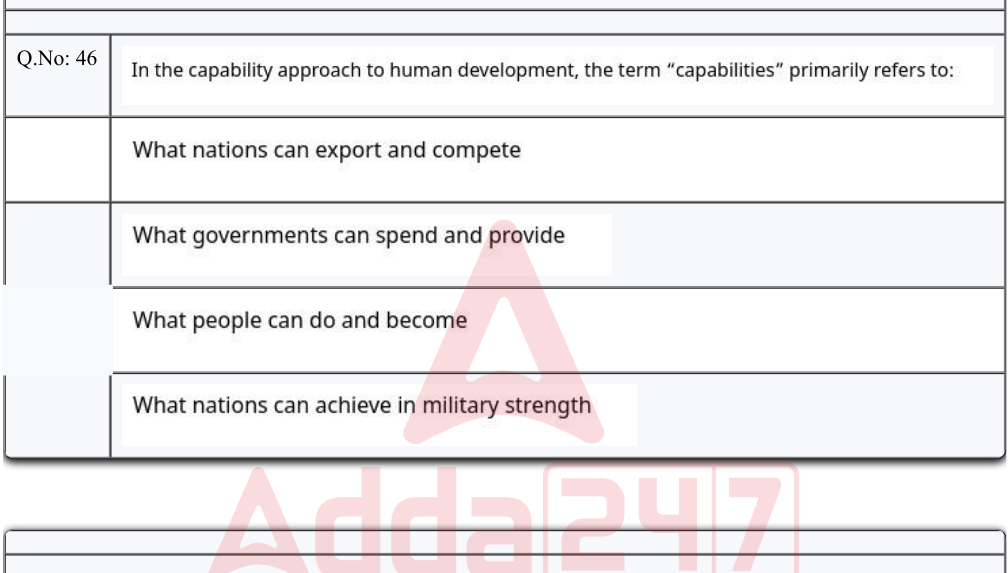 Q.No: 46
In the capability approach to human development, the term “capabilities” primarily refers to:
What nations can export and compete
What governments can spend and provide
What people can do and become
What nations can achieve in military strength
Adda247